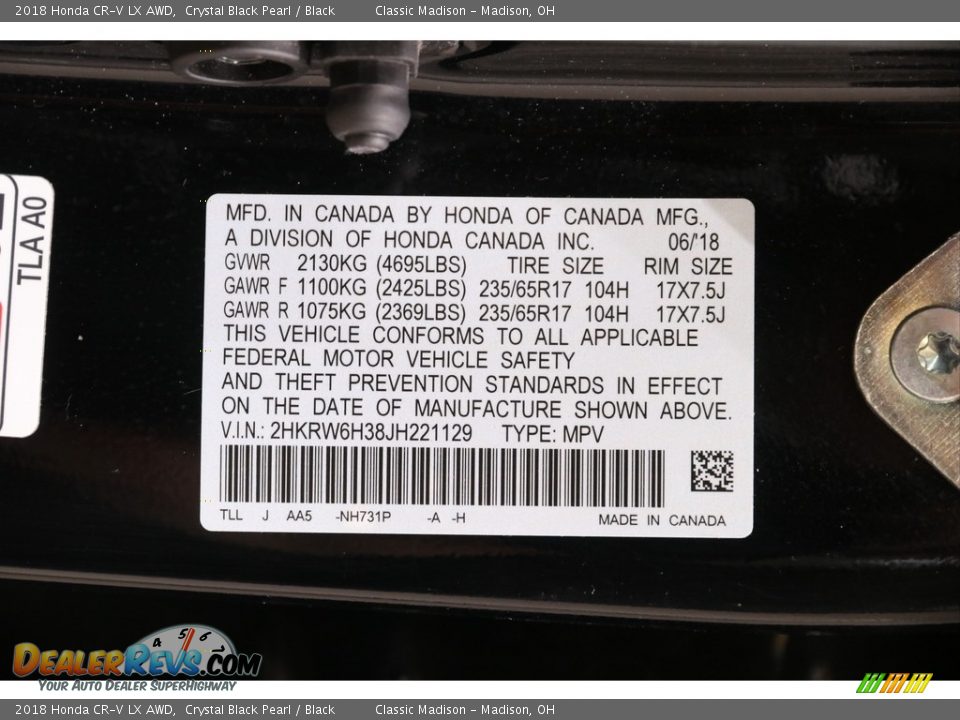 2018 Honda CR-V LX AWD,  Crystal Black Pearl / Black        Classic Madison - Madison, OH
TLA A0
MFD. IN CANADA BY HONDA OF CANADA MFG.,
A DIVISION OF HONDA CANADA INC.    06/'18
GVWR  2130KG (4695LBS)  TIRE SIZE  RIM SIZE
GAWR F 1100KG (2425LBS) 235/65R17 104H  17X7.5J
GAWR R 1075KG (2369LBS) 235/65R17 104H  17X7.5J
THIS VEHICLE CONFORMS TO ALL APPLICABLE
FEDERAL MOTOR VEHICLE SAFETY
AND THEFT PREVENTION STANDARDS IN EFFECT
ON THE DATE OF MANUFACTURE SHOWN ABOVE.
V.I.N.: 2HKRW6H38JH221129  TYPE: MPV
TLL  J  AA5  -NH731P  -A -H  MADE IN CANADA
4 5 6
DEALERREVS.COM
YOUR AUTO DEALER SUPERHIGHWAY
2018 Honda CR-V LX AWD,  Crystal Black Pearl / Black        Classic Madison - Madison, OH